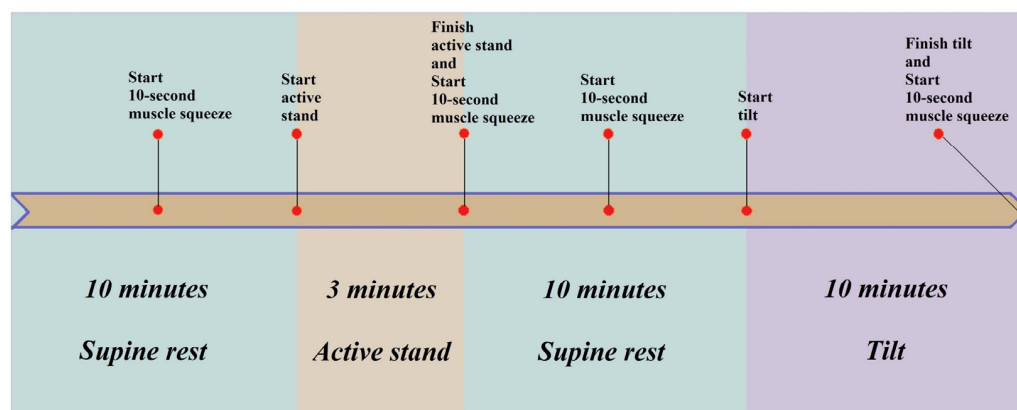 Start
10-second
muscle squeeze
Start
active
stand
Finish
active stand
and
Start
10-second
muscle squeeze
Start
10-second
muscle squeeze
Start
tilt
Finish tilt
and
Start
10-second
muscle squeeze
10 minutes
3 minutes
10 minutes
10 minutes
Supine rest
Active stand
Supine rest
Tilt